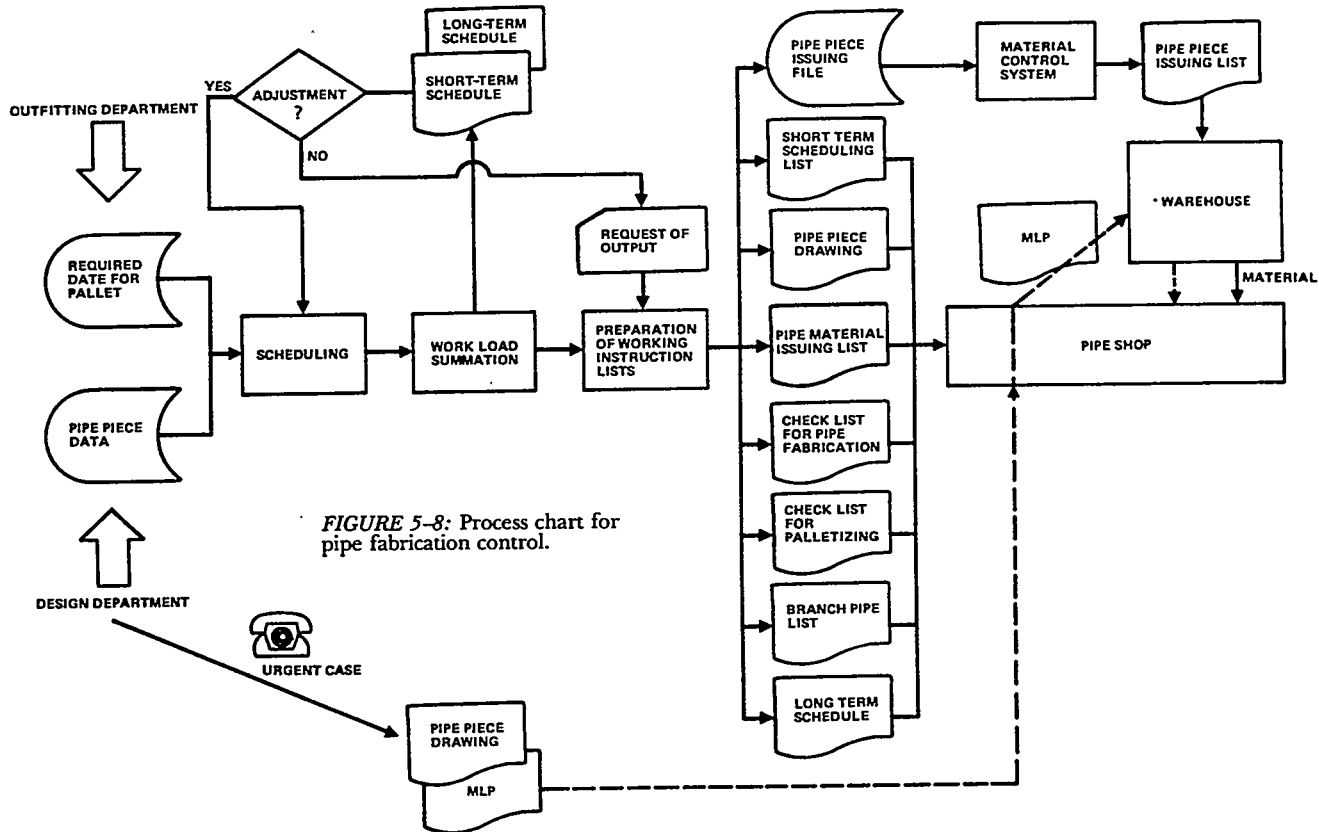 LONG-TERM
SCHEDULE
SHORT-TERM
SCHEDULE
YES
ADJUSTMENT
?
NO
OUTFITTING DEPARTMENT
REQUIRED
DATE FOR
PALLET
PIPE PIECE
DATA
SCHEDULING
WORK LOAD
SUMMATION
REQUEST OF
OUTPUT
PREPARATION
OF WORKING
INSTRUCTION
LISTS
PIPE PIECE
ISSUING
FILE
MATERIAL
CONTROL
SYSTEM
PIPE PIECE
ISSUING LIST
SHORT TERM
SCHEDULING
LIST
PIPE PIECE
DRAWING
PIPE MATERIAL
ISSUING LIST
CHECK LIST
FOR PIPE
FABRICATION
CHECK LIST
FOR
PALLETIZING
BRANCH PIPE
LIST
LONG TERM
SCHEDULE
MLP
WAREHOUSE
MATERIAL
PIPE SHOP
FIGURE 5–8: Process chart for
pipe fabrication control.
DESIGN DEPARTMENT
URGENT CASE
PIPE PIECE
DRAWING
MLP